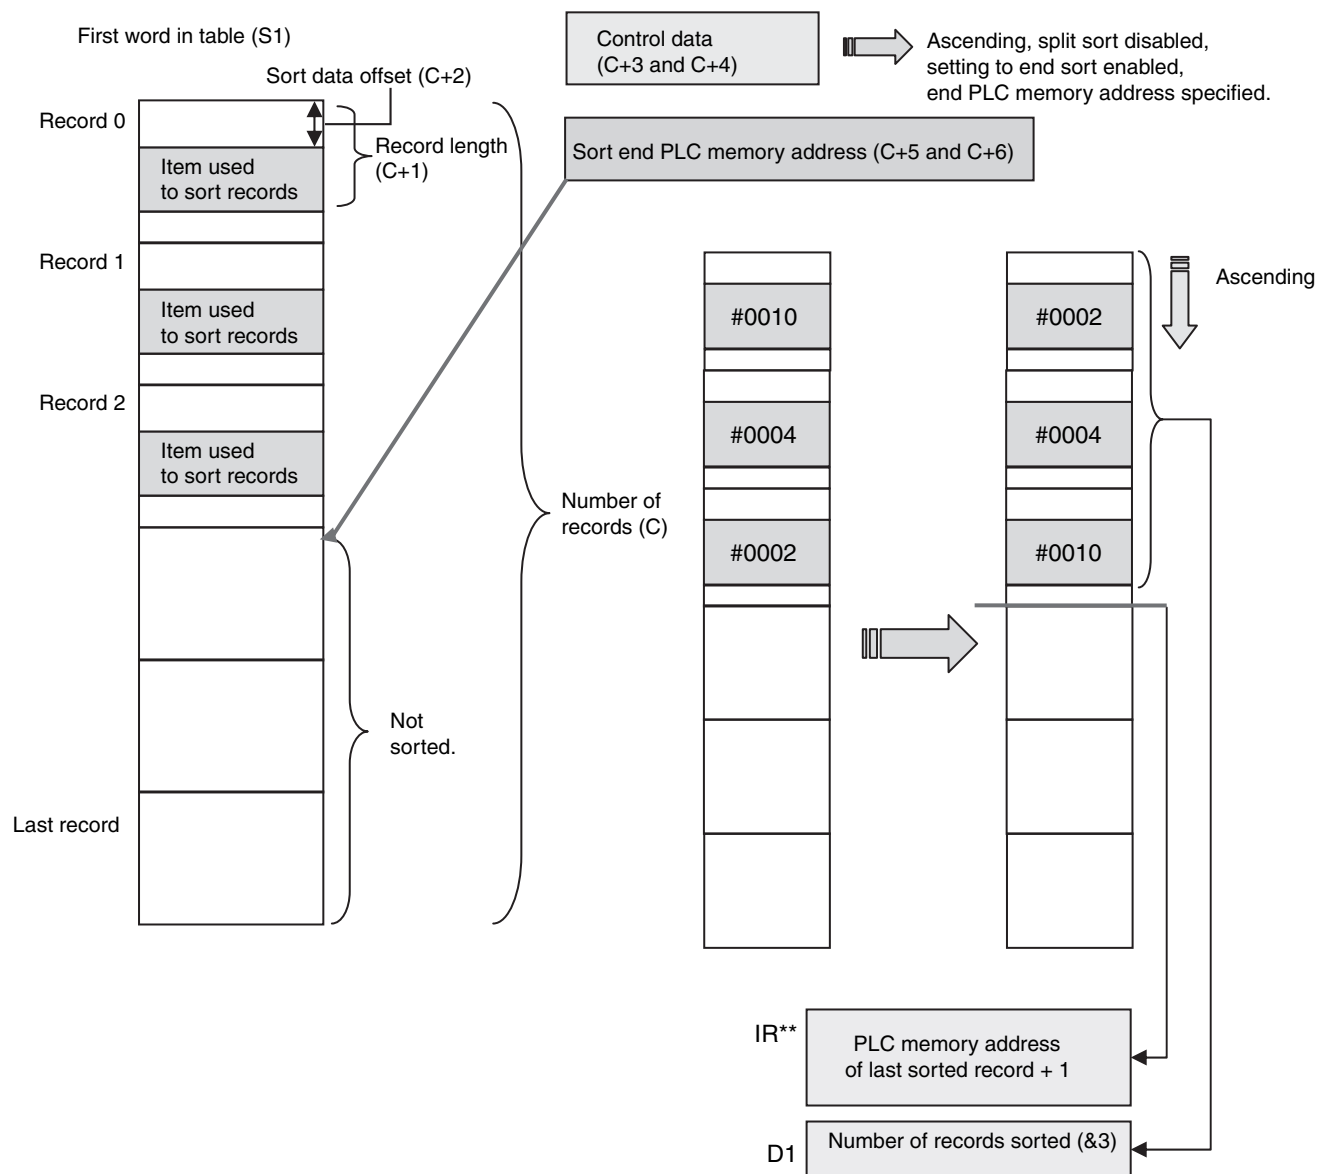 First word in table (S1)
Sort data offset (C+2)
Control data
(C+3 and C+4)
Ascending, split sort disabled,
setting to end sort enabled,
end PLC memory address specified.
Record 0
Record length
(C+1)
Sort end PLC memory address (C+5 and C+6)
Item used
to sort records
Record 1
Item used
to sort records
Record 2
Item used
to sort records
Number of
records (C)
Not
sorted.
Last record
#0010
#0004
#0002
#0002
#0004
#0010
Ascending
IR**
PLC memory address
of last sorted record + 1
D1
Number of records sorted (&3)